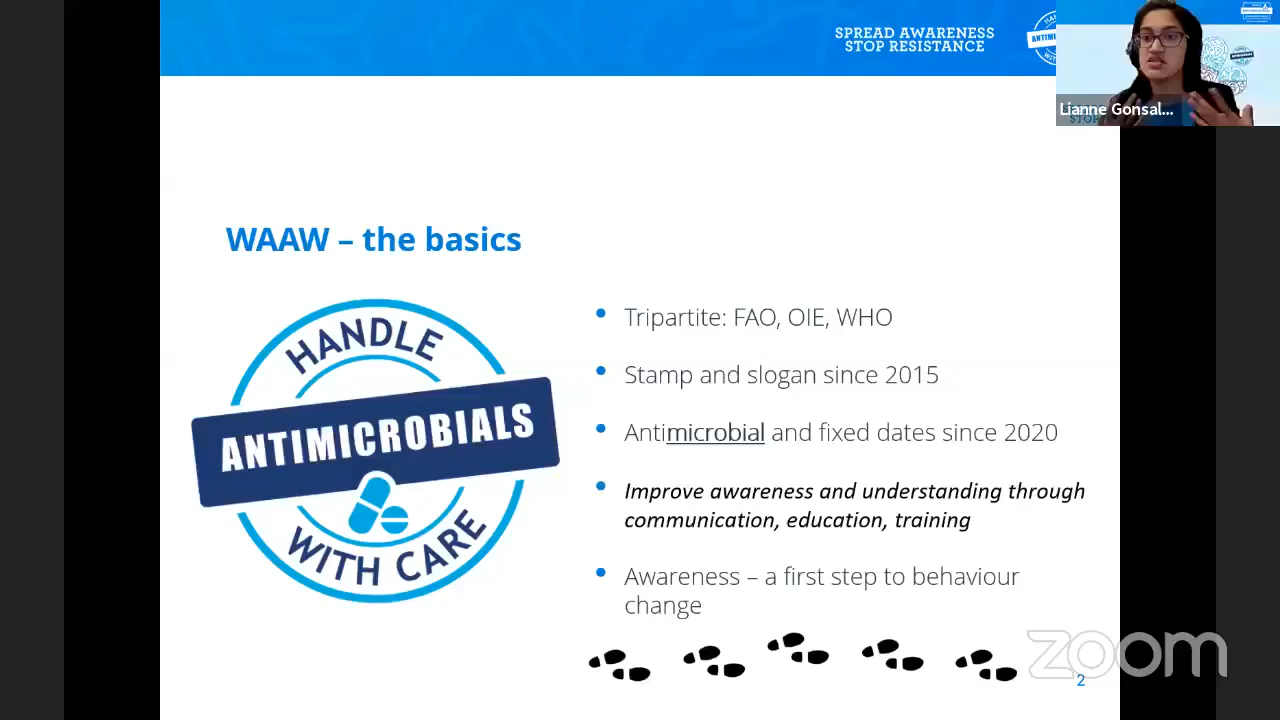 SPREAD AWARENESS
STOP RESISTANCE
Lianne Gonsal...
WAAW – the basics
HANDLE
ANTIMICROBIALS
WITH CARE
Tripartite: FAO, OIE, WHO
Stamp and slogan since 2015
Antimicrobial and fixed dates since 2020
Improve awareness and understanding through
communication, education, training
Awareness – a first step to behaviour
change
zoom
2